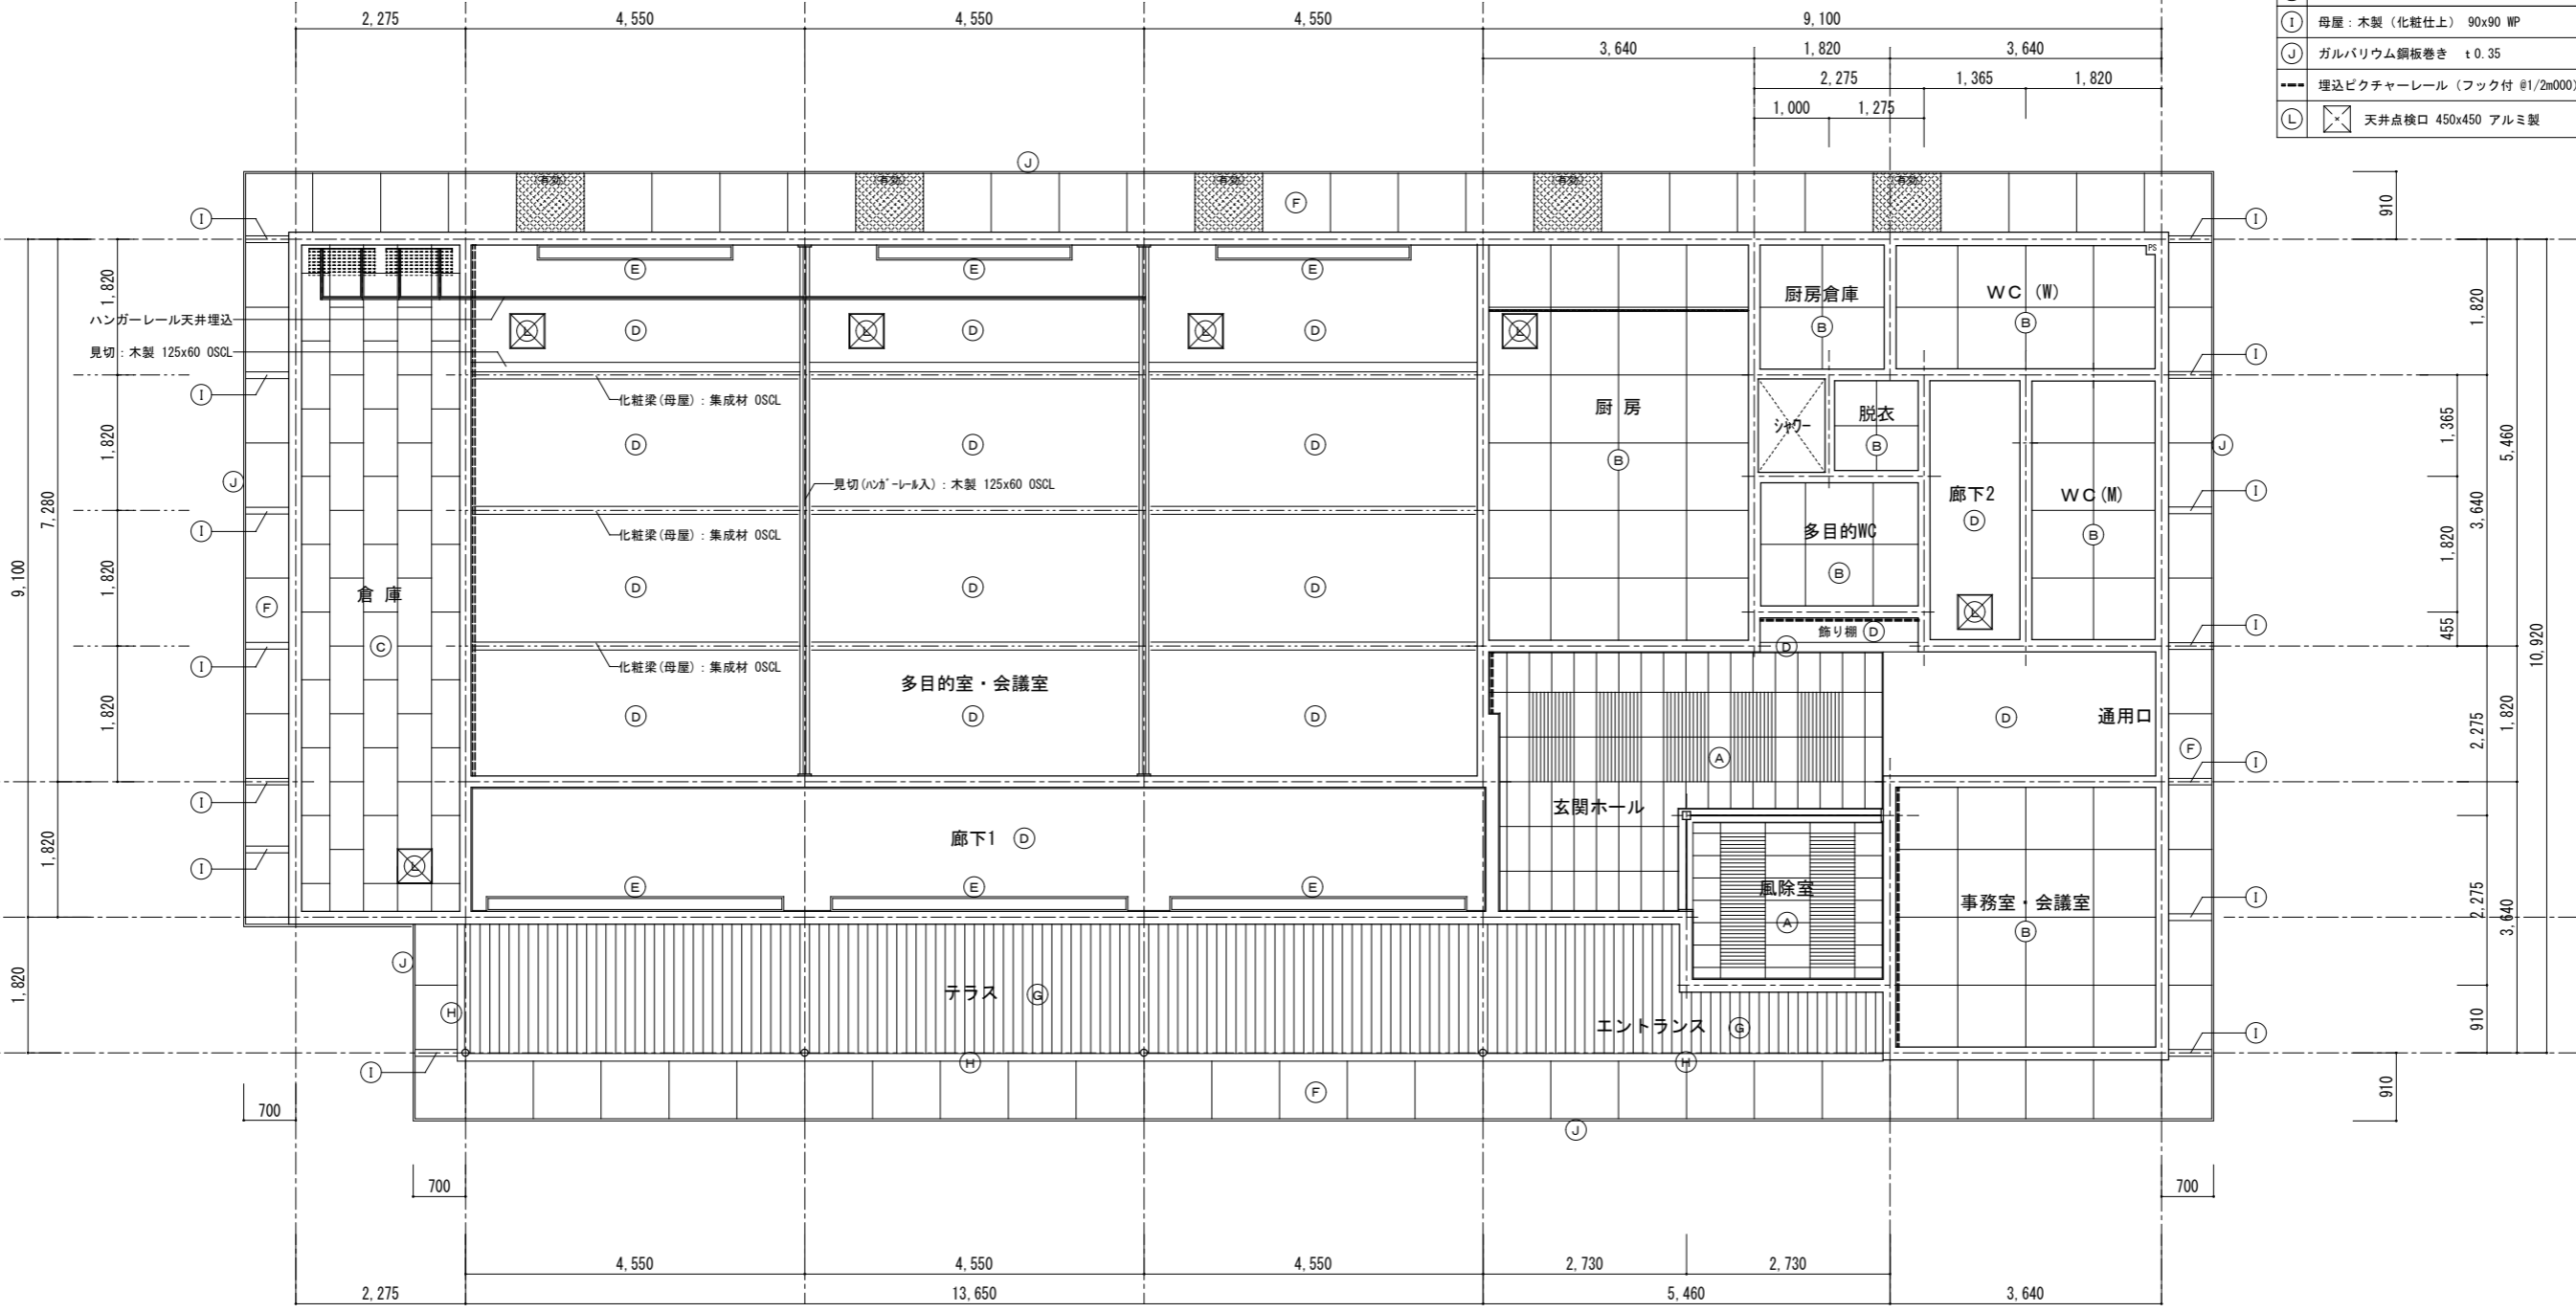 2,275
4,550
4,550
4,550
9,100
3,640
1,820
3,640
2,275
1,365
1,820
1,000
1,275
I 母屋：木製（化粧仕上） 90x90 WP
J ガルバリウム鋼板巻き t0.35
埋込ピクチャーレール（フック付 @1/2m000）
L 天井点検口 450x450 アルミ製
J
有効
有効
有効
有効
有効
F
910
I
I
PS
E
E
E
厨房倉庫
B
WC (W)
B
1,820
1,820
ハンガーレール天井埋込
L
D
L
D
L
D
L
見切：木製 125x60 OSCL
I
I
化粧梁(母屋)：集成材 OSCL
厨 房
B
シャワー
脱衣
B
D
D
D
1,820
1,365
5,460
J
J
見切(ハンガーレール入)：木製 125x60 OSCL
I
I
7,280
廊下2
D
WC(M)
B
3,640
化粧梁(母屋)：集成材 OSCL
多目的WC
B
1,820
1,820
9,100
倉 庫
C
F
D
D
D
L
飾り棚 D
D
455
I
I
10,920
化粧梁(母屋)：集成材 OSCL
多目的室・会議室
D
D
D
1,820
D
通用口
2,275
1,820
F
A
I
I
玄関ホール
廊下1 D
1,820
L
I
E
E
E
風除室
A
事務室・会議室
B
I
2,275
3,640
J
1,820
H
テラス G
エントランス G
910
I
I
H
H
F
910
J
700
700
700
4,550
4,550
4,550
2,730
2,730
2,275
13,650
5,460
3,640